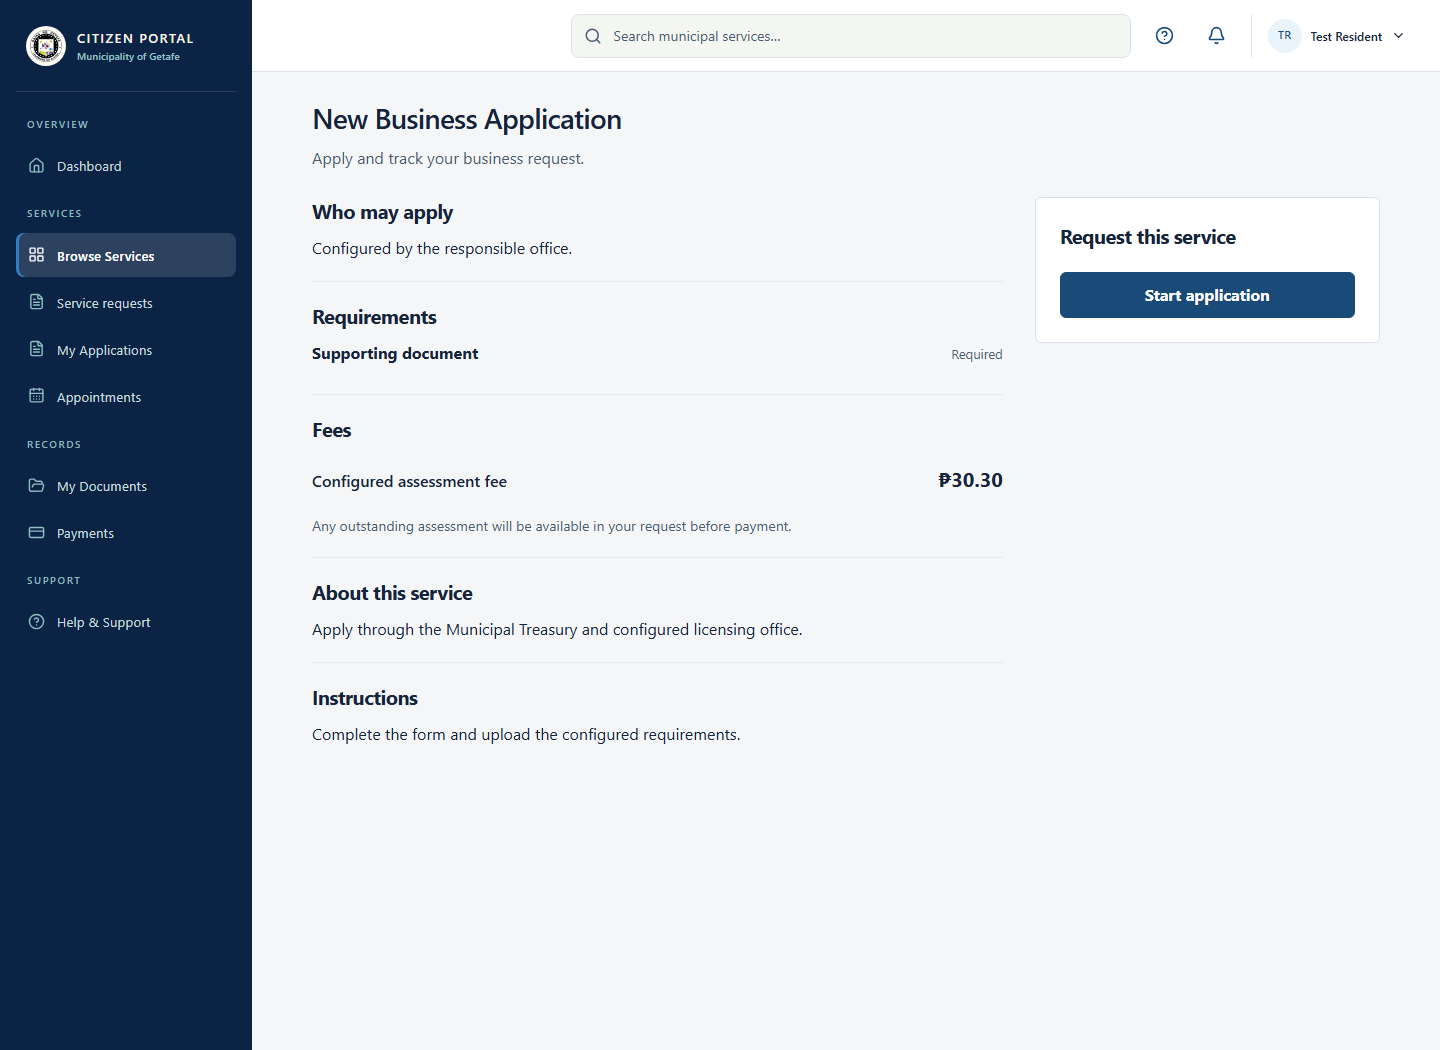 CITIZEN PORTAL
Municipality of Getafe
OVERVIEW
Dashboard
SERVICES
Browse Services
Service requests
My Applications
Appointments
RECORDS
My Documents
Payments
SUPPORT
Help & Support
Search municipal services...
TR
Test Resident
New Business Application
Apply and track your business request.
Who may apply
Configured by the responsible office.
Requirements
Supporting document
Required
Fees
Configured assessment fee
₱30.30
Any outstanding assessment will be available in your request before payment.
About this service
Apply through the Municipal Treasury and configured licensing office.
Instructions
Complete the form and upload the configured requirements.
Request this service
Start application